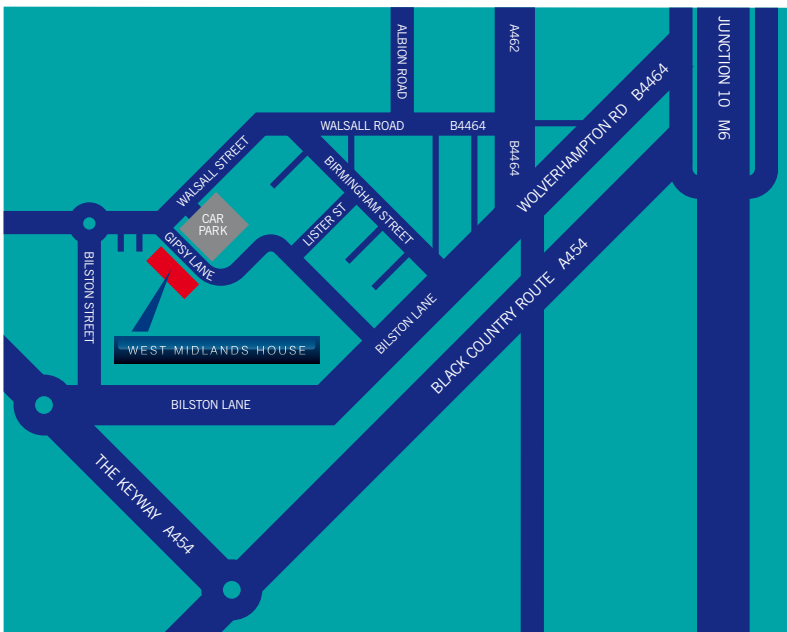 ALBION ROAD
A462
JUNCTION 10 M6
WALSALL ROAD B4464
B4464
WOLVERHAMPTON RD B4464
WALSALL STREET
BIRMINGHAM STREET
CAR
PARK
LISTER ST
GIPSY LANE
BILSTON STREET
BILSTON LANE
BLACK COUNTRY ROUTE A454
WEST MIDLANDS HOUSE
BILSTON LANE
THE KEYWAY A454